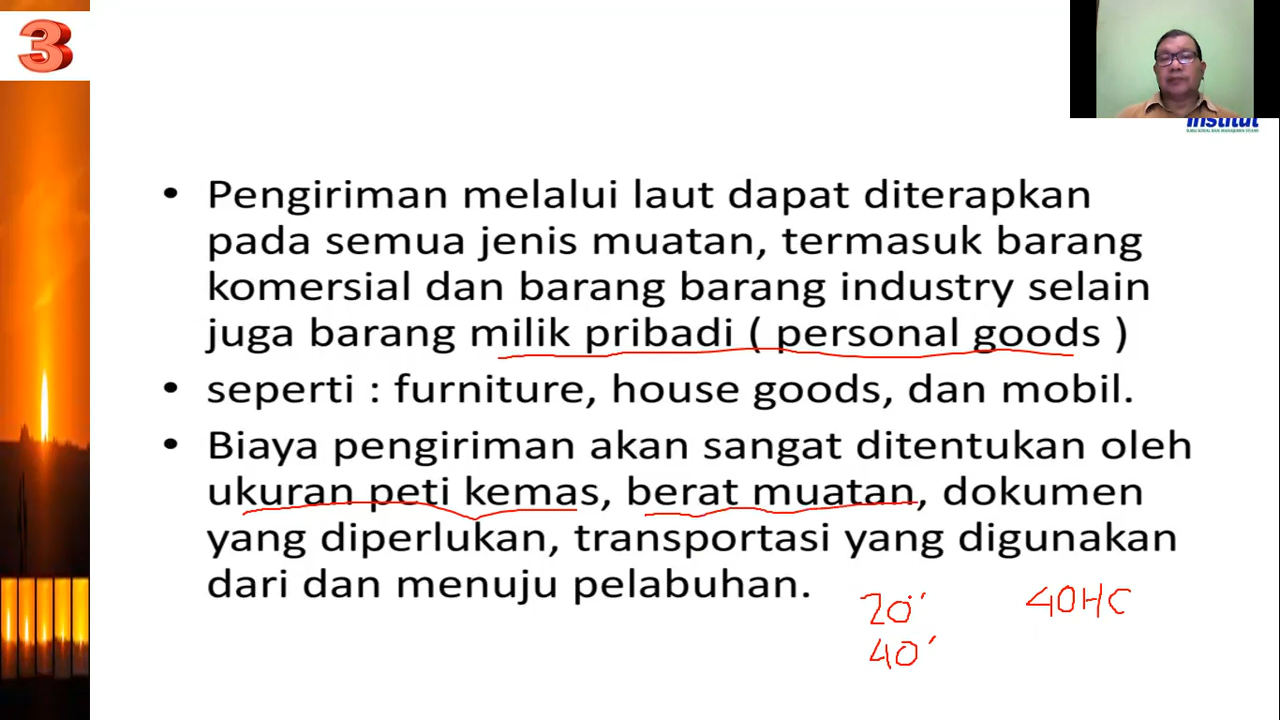 3
Institut
• Pengiriman melalui laut dapat diterapkan
pada semua jenis muatan, termasuk barang
komersial dan barang barang industry selain
juga barang milik pribadi ( personal goods )
• seperti : furniture, house goods, dan mobil.
• Biaya pengiriman akan sangat ditentukan oleh
ukuran peti kemas, berat muatan, dokumen
yang diperlukan, transportasi yang digunakan
dari dan menuju pelabuhan.
20'' 40HC
40'